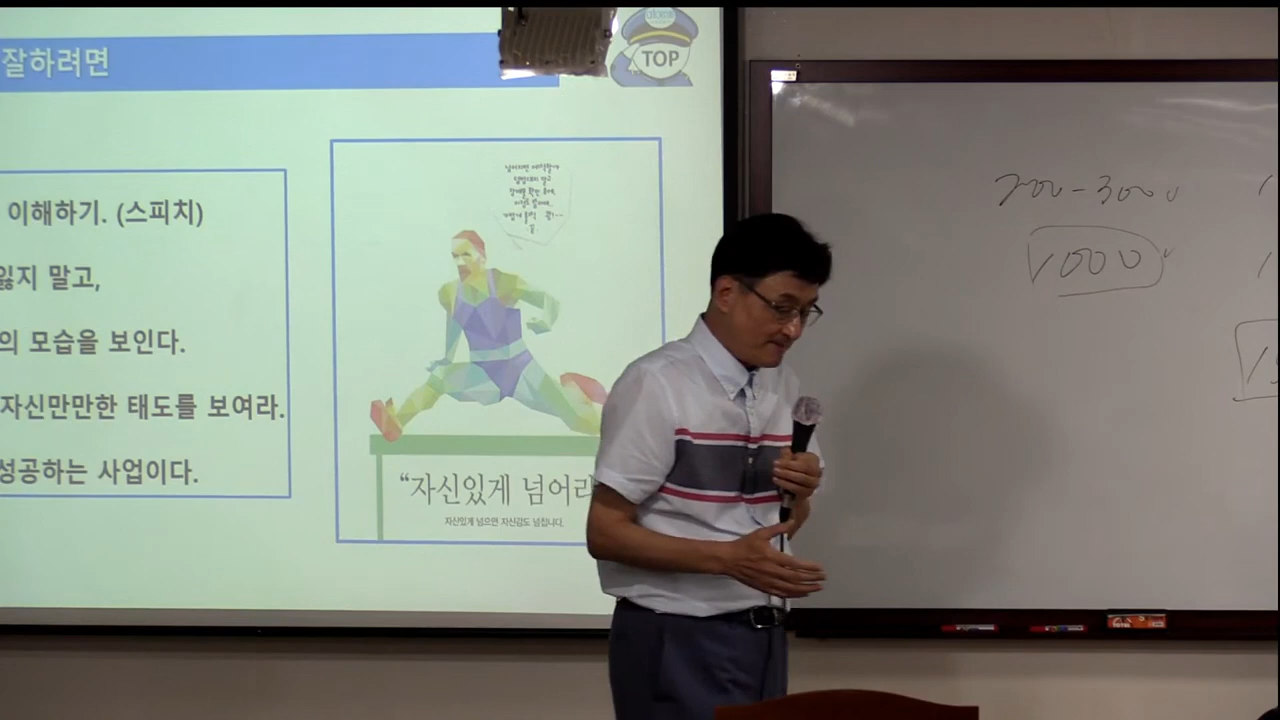 잘하려면
TOP
이해하기. (스피치)
잃지 말고,
의 모습을 보인다.
자신만만한 태도를 보여라.
성공하는 사업이다.
“자신있게 넘어라
자신있게 넘으면 자신감도 넘칩니다.
200-300
1000